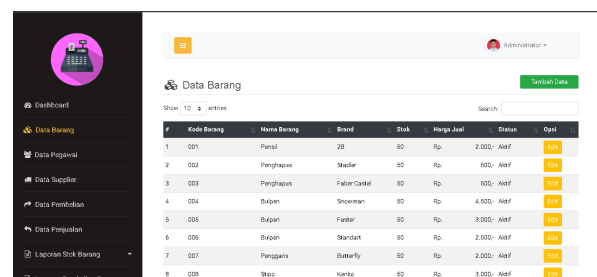 Administrator
Data Barang
Tambah Data
Show 10 entries
Search:
Dashboard
Data Barang
Data Pegawai
Data Supplier
Data Pembelian
Data Penjualan
Laporan Stok Barang
# Kode Barang Nama Barang Brand Stok Harga Jual Status Opsi
1 001 Pensil 2B 50 Rp. 2.000,- Aktif Edit
2 002 Penghapus Stadler 50 Rp. 500,- Aktif Edit
3 003 Penghapus Faber Castel 50 Rp. 500,- Aktif Edit
4 004 Bulpen Snowman 50 Rp. 4.500,- Aktif Edit
5 005 Bulpen Faster 50 Rp. 3.000,- Aktif Edit
6 006 Bulpen Standart 50 Rp. 2.500,- Aktif Edit
7 007 Penggaris Butterfly 50 Rp. 2.000,- Aktif Edit
8 008 Stipo Kenko 50 Rp. 3.000,- Aktif Edit